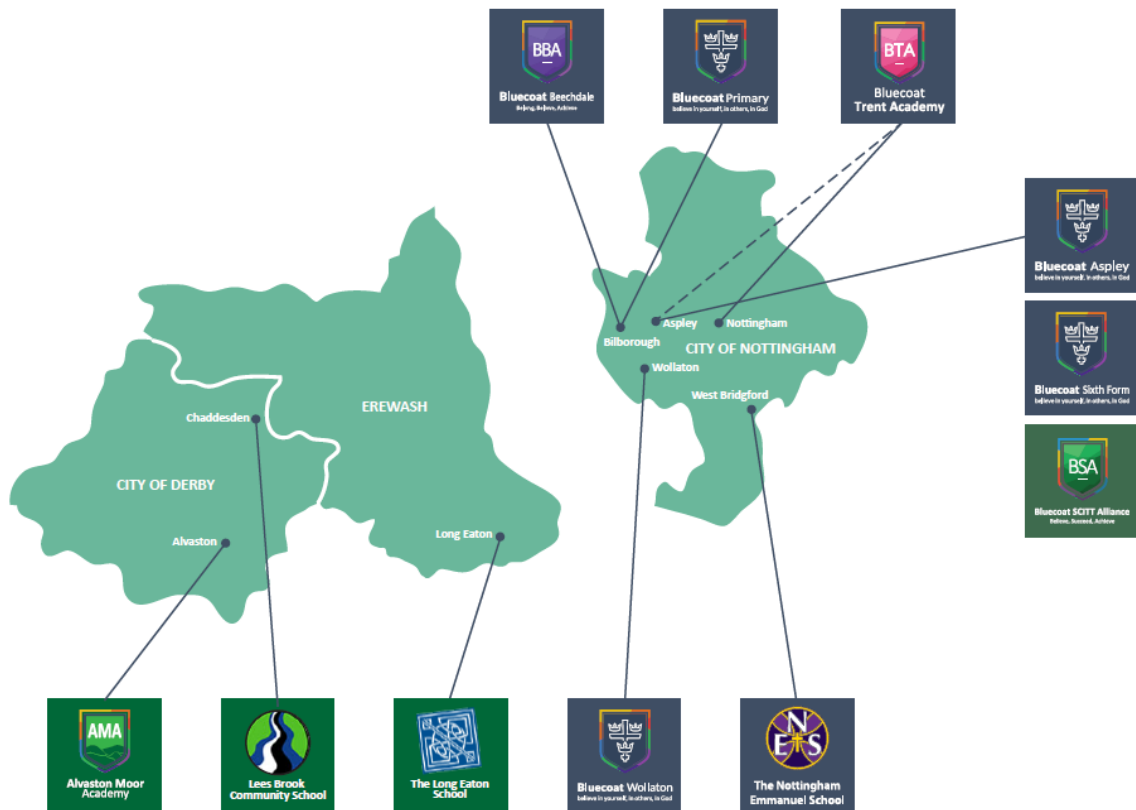 BBA
Bluecoat Beechdale
Belong, Believe, Achieve
Bluecoat Primary
believe in yourself, in others, in God
BTA
Bluecoat
Trent Academy
Bluecoat Aspley
believe in yourself, in others, in God
Bluecoat Sixth Form
believe in yourself, in others, in God
BSA
Bluecoat SCITT Alliance
Believe, Succeed, Achieve
Aspley
Nottingham
Bilborough
CITY OF NOTTINGHAM
Wollaton
West Bridgford
EREWASH
Chaddesden
CITY OF DERBY
Alvaston
Long Eaton
AMA
Alvaston Moor
Academy
Lees Brook
Community School
The Long Eaton
School
Bluecoat Wollaton
believe in yourself, in others, in God
N
E S
The Nottingham
Emmanuel School